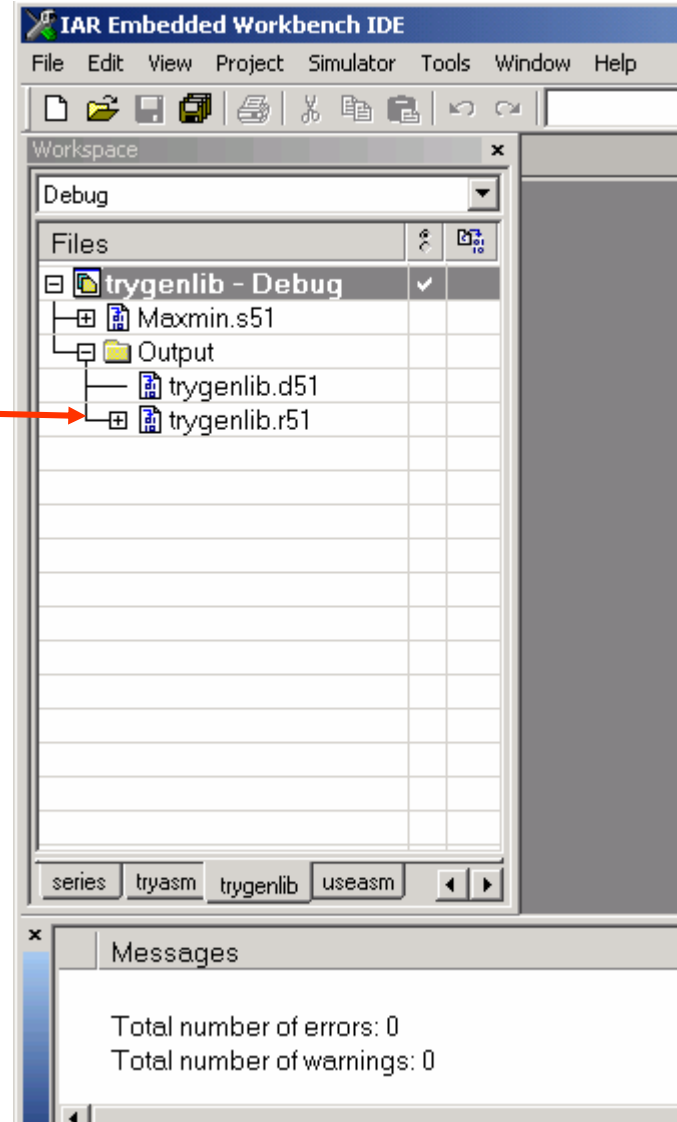 IAR Embedded Workbench IDE
File Edit View Project Simulator Tools Window Help
Workspace
Debug
Files
trygenlib - Debug
Maxmin.s51
Output
trygenlib.d51
trygenlib.r51
series tryasm trygenlib useasm
Messages
Total number of errors: 0
Total number of warnings: 0